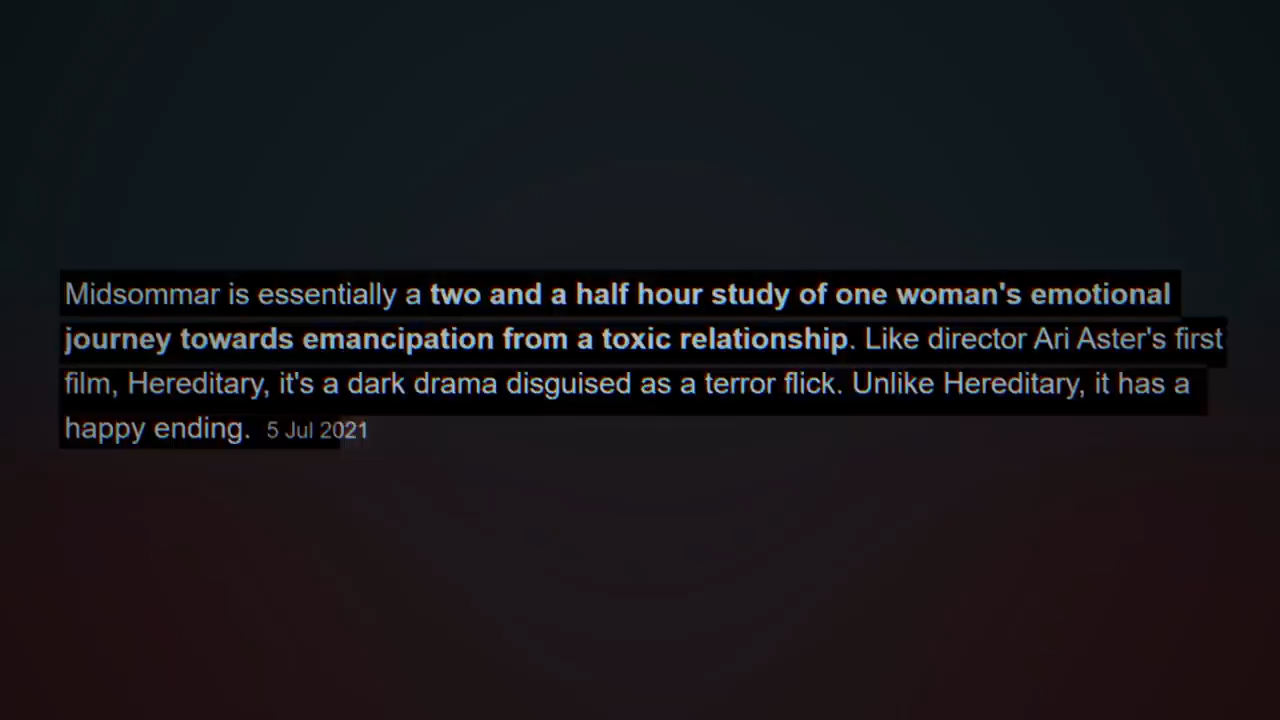 Midsommar is essentially a two and a half hour study of one woman's emotional
journey towards emancipation from a toxic relationship. Like director Ari Aster's first
film, Hereditary, it's a dark drama disguised as a terror flick. Unlike Hereditary, it has a
happy ending. 5 Jul 2021